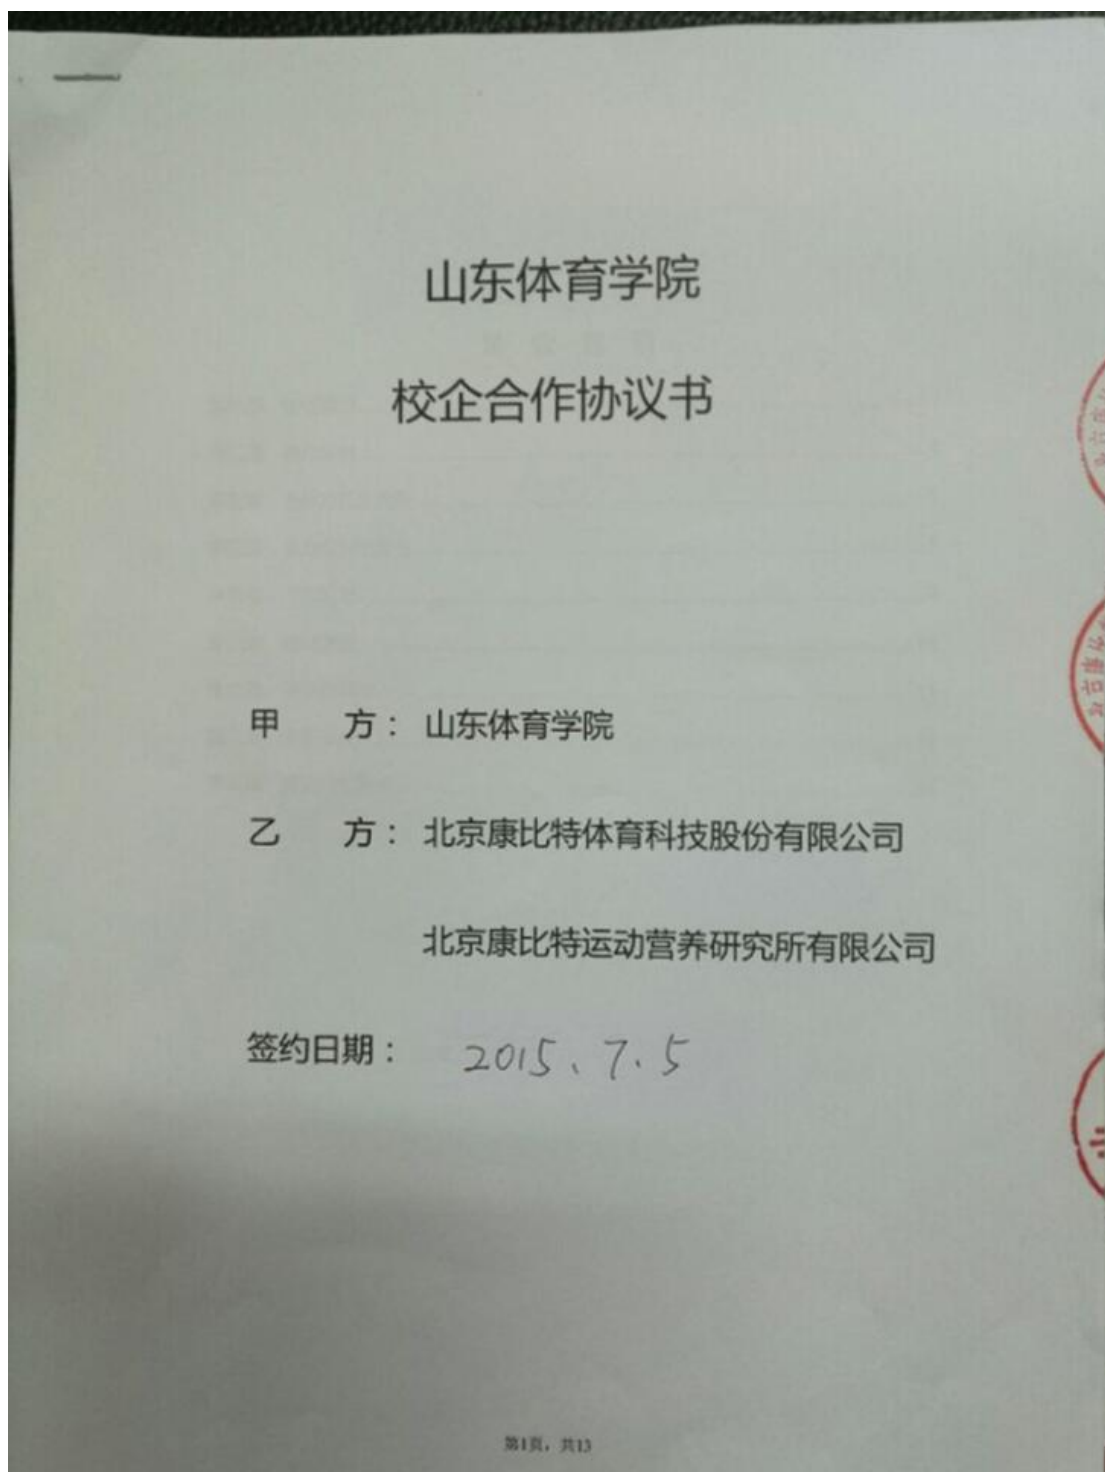 山东体育学院
校企合作协议书
甲 方：山东体育学院
乙 方：北京康比特体育科技股份有限公司
北京康比特运动营养研究所有限公司
签约日期：2015、7、5
第1页，共13